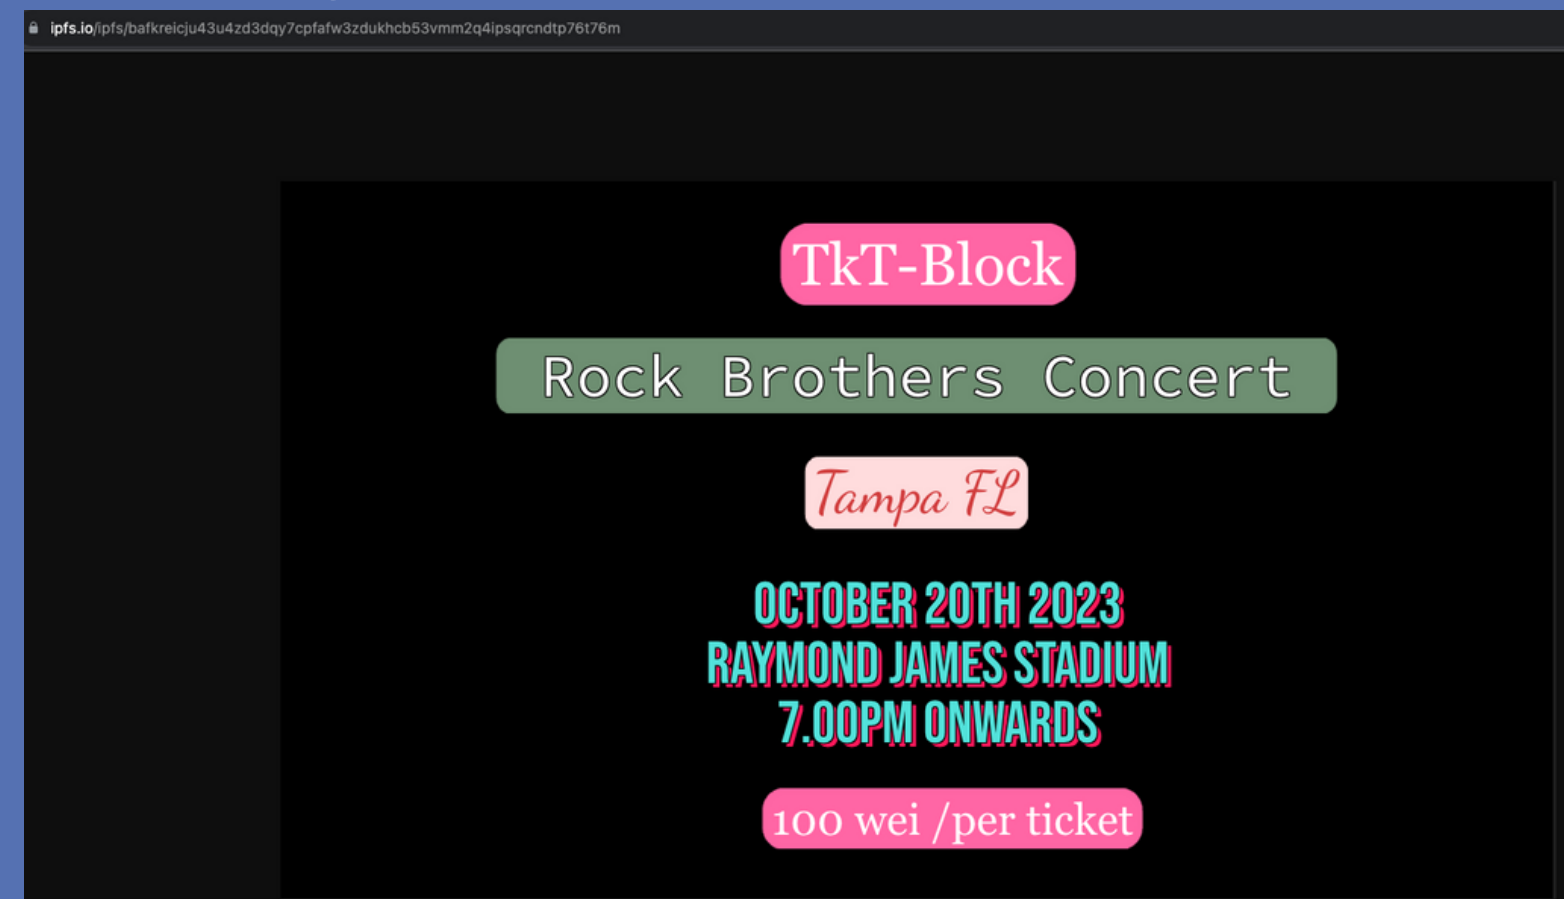 ipfs.io/ipfs/bafkreicju43u4zd3dqy7cpfafw3zdukhcb53vmm2q4ipsqrcndtp76t76m
TkT-Block
Rock Brothers Concert
Tampa FL
OCTOBER 20TH 2023
RAYMOND JAMES STADIUM
7.00PM ONWARDS
100 wei /per ticket